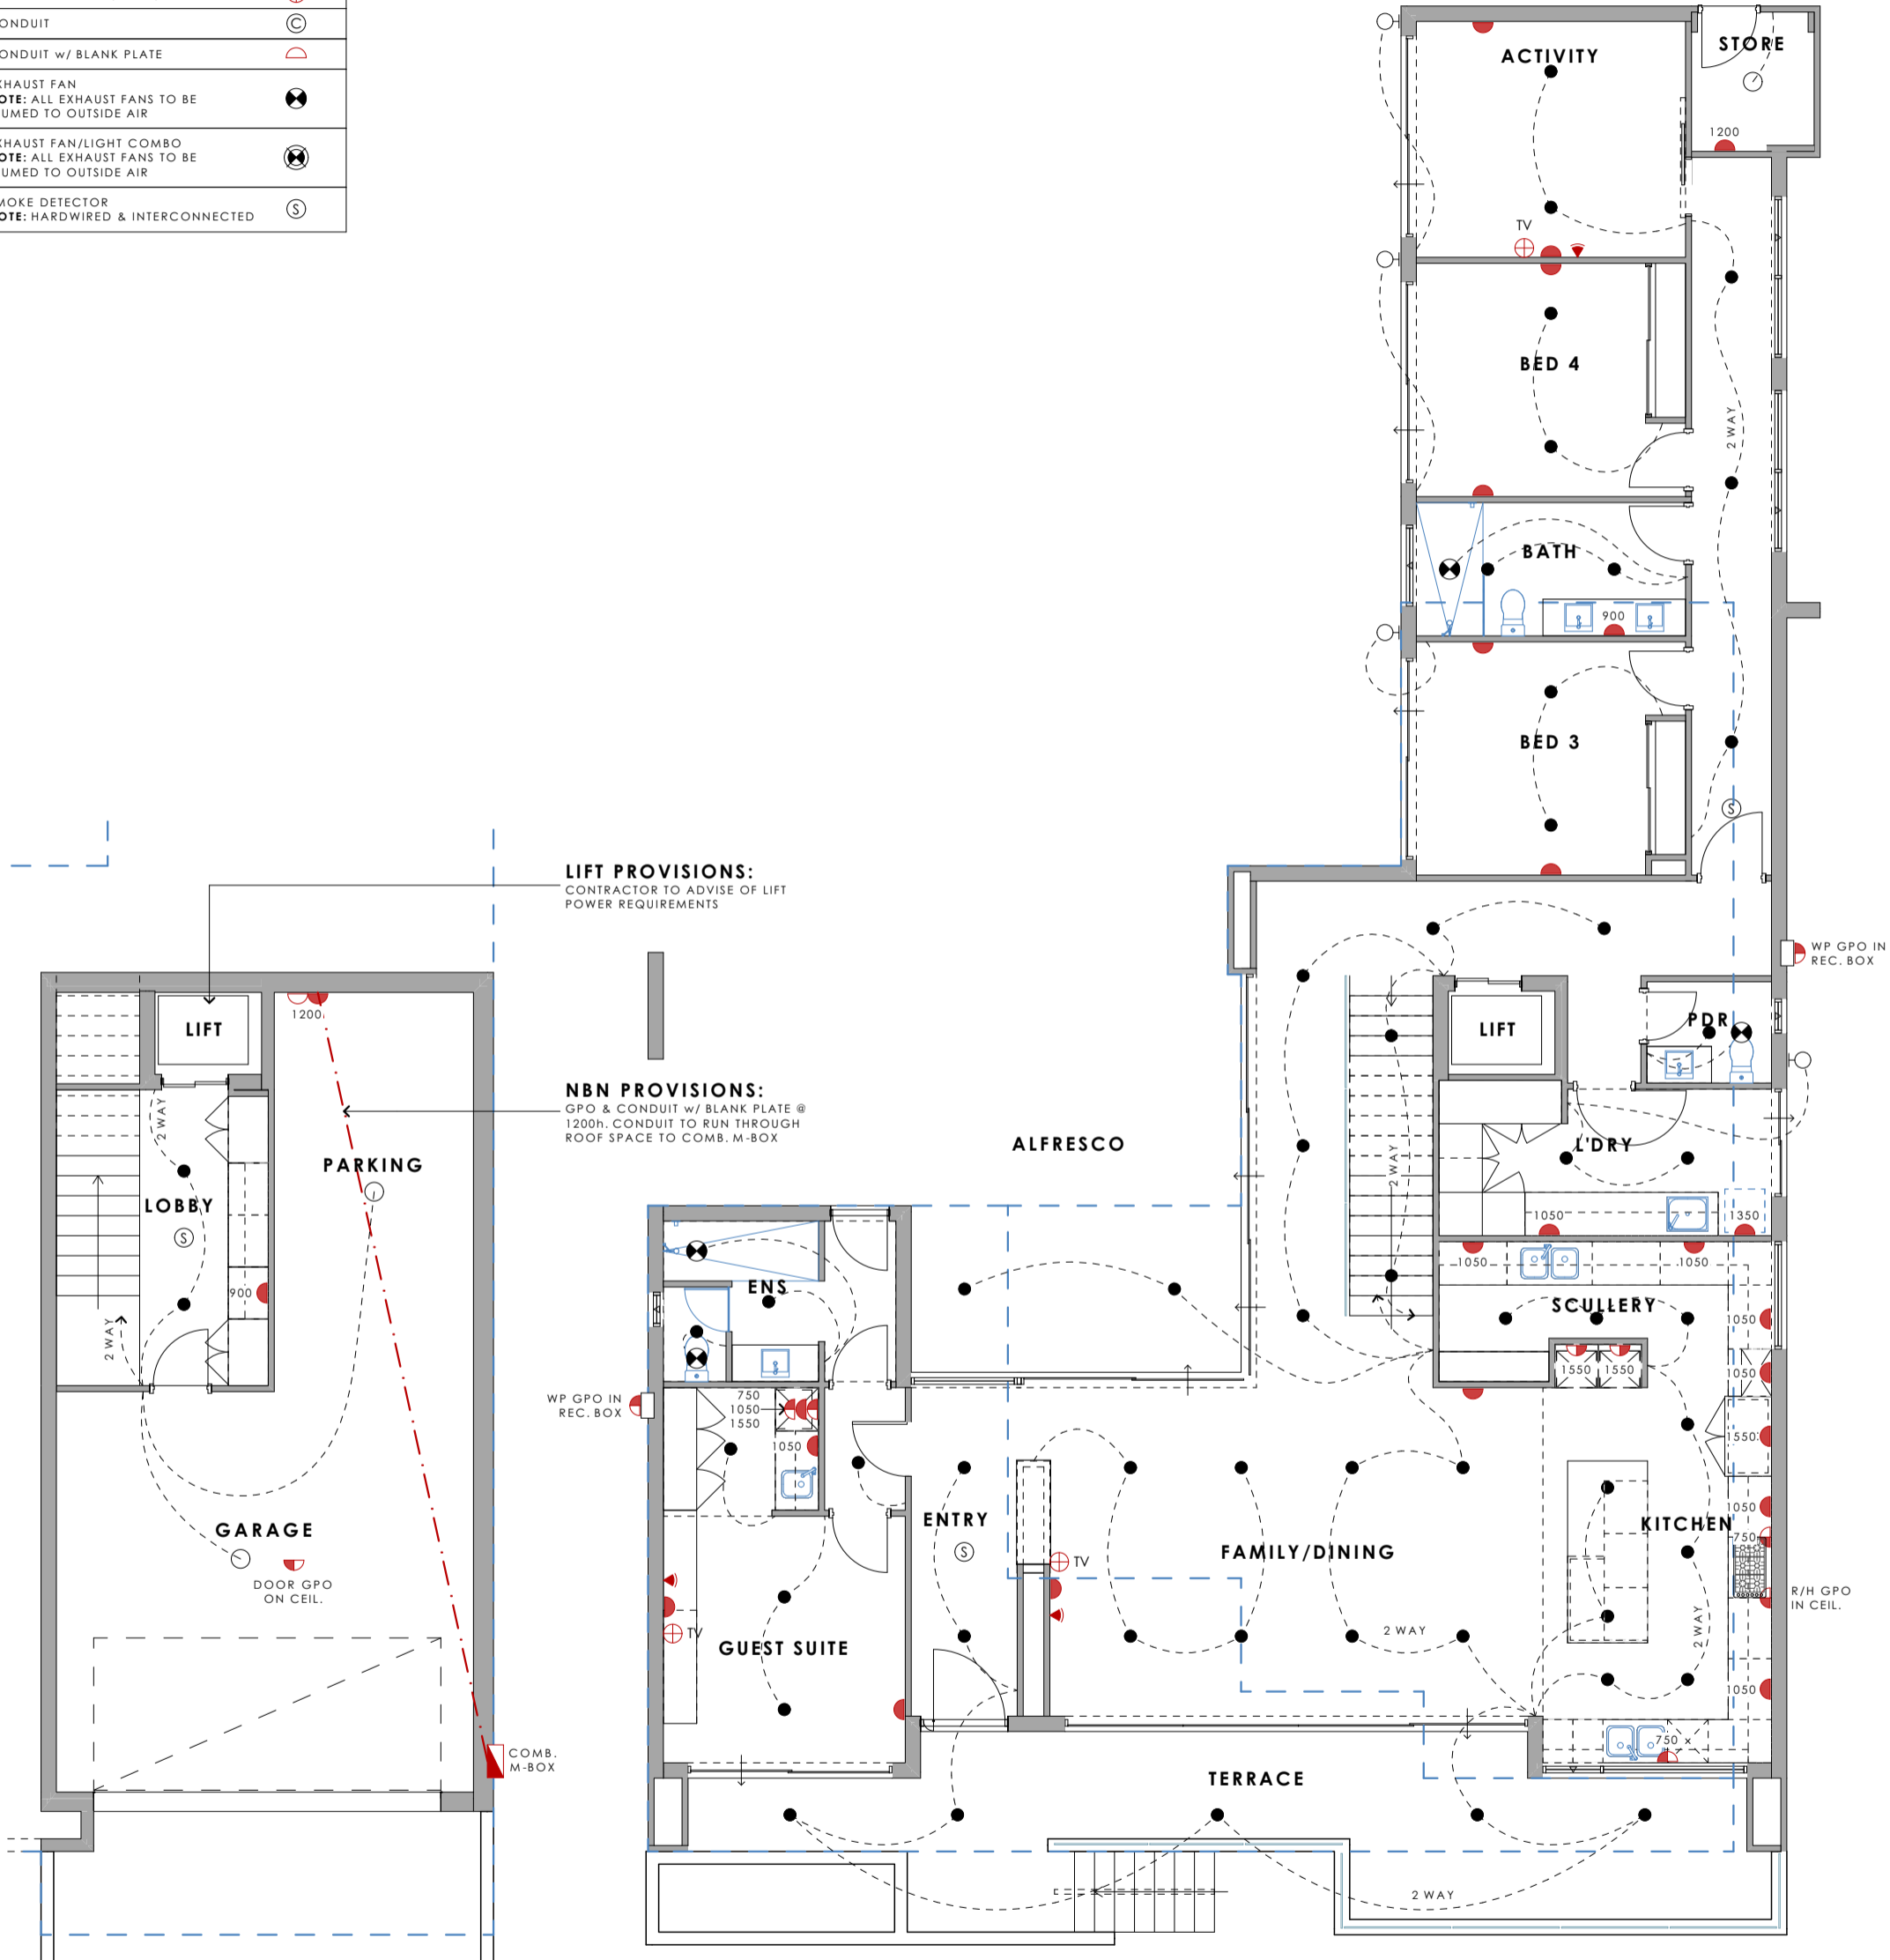 ONDUIT
C
ONDUIT w/ BLANK PLATE
XHAUST FAN
OTE: ALL EXHAUST FANS TO BE
UMED TO OUTSIDE AIR
XHAUST FAN/LIGHT COMBO
OTE: ALL EXHAUST FANS TO BE
UMED TO OUTSIDE AIR
MOKE DETECTOR
OTE: HARDWIRED & INTERCONNECTED
S
ACTIVITY
STORE
1200
TV
BED 4
2 WAY
BATH
900
BED 3
S
LIFT PROVISIONS:
CONTRACTOR TO ADVISE OF LIFT
POWER REQUIREMENTS
NBN PROVISIONS:
GPO & CONDUIT w/ BLANK PLATE @
1200h. CONDUIT TO RUN THROUGH
ROOF SPACE TO COMB. M-BOX
LIFT
1200
2 WAY
PARKING
LOBBY
S
900
2 WAY
GARAGE
DOOR GPO
ON CEIL.
COMB.
M-BOX
WP GPO IN
REC. BOX
LIFT
PDR
ALFRESCO
2 WAY
L'DRY
1050
1350
1050
1050
SCULLERY
1050
1550
1550
1050
ENS
WP GPO IN
REC. BOX
750
1050
1550
1050
1550
ENTRY
S
TV
FAMILY/DINING
1050
KITCHEN
750
R/H GPO
IN CEIL.
TV
GUEST SUITE
2 WAY
2 WAY
1050
750
TERRACE
2 WAY